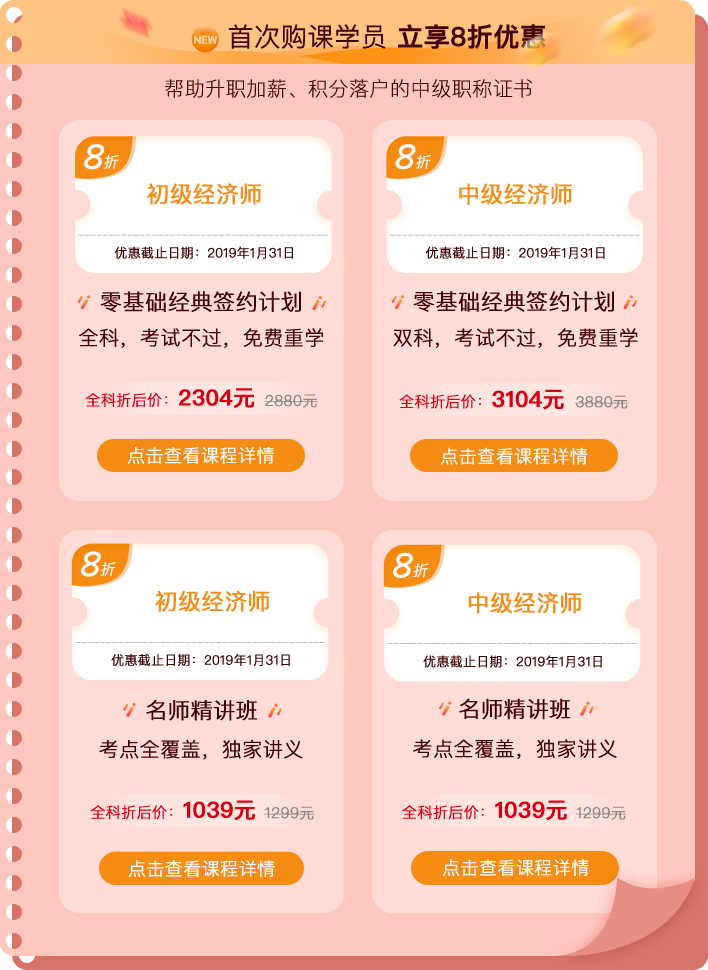 NEW 首次购课学员 立享8折优惠
帮助升职加薪、积分落户的中级职称证书
8折
初级经济师
优惠截止日期：2019年1月31日
零基础经典签约计划
全科，考试不过，免费重学
全科折后价：2304元 2880元
点击查看课程详情
8折
中级经济师
优惠截止日期：2019年1月31日
零基础经典签约计划
双科，考试不过，免费重学
全科折后价：3104元 3880元
点击查看课程详情
8折
初级经济师
优惠截止日期：2019年1月31日
名师精讲班
考点全覆盖，独家讲义
全科折后价：1039元 1299元
点击查看课程详情
8折
中级经济师
优惠截止日期：2019年1月31日
名师精讲班
考点全覆盖，独家讲义
全科折后价：1039元 1299元
点击查看课程详情